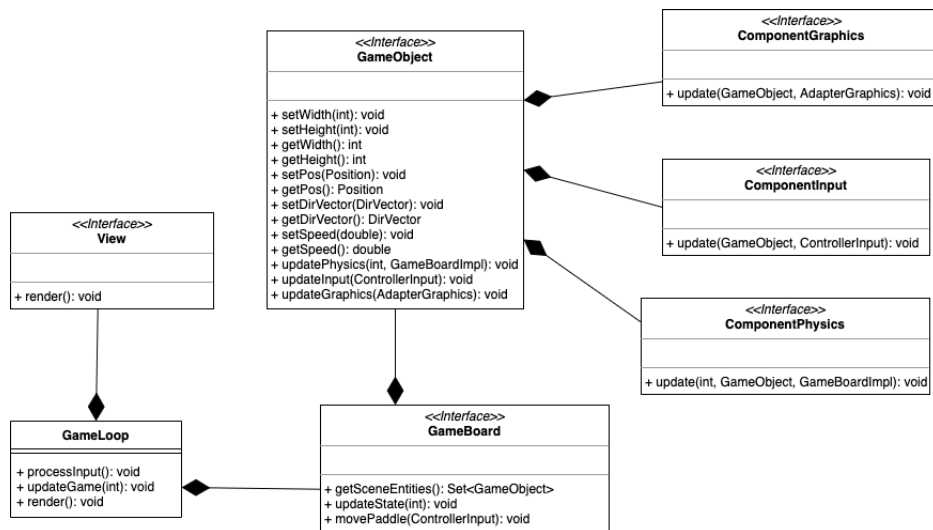 <<Interface>>
GameObject
+ setWidth(int): void
+ setHeight(int): void
+ getWidth(): int
+ getHeight(): int
+ setPos(Position): void
+ getPos(): Position
+ setDirVector(DirVector): void
+ getDirVector(): DirVector
+ setSpeed(double): void
+ getSpeed(): double
+ updatePhysics(int, GameBoardImpl): void
+ updateInput(ControllerInput): void
+ updateGraphics(AdapterGraphics): void
<<Interface>>
ComponentGraphics
+ update(GameObject, AdapterGraphics): void
<<Interface>>
ComponentInput
+ update(GameObject, ControllerInput): void
<<Interface>>
ComponentPhysics
+ update(int, GameObject, GameBoardImpl): void
<<Interface>>
View
+ render(): void
GameLoop
+ processInput(): void
+ updateGame(int): void
+ render(): void
<<Interface>>
GameBoard
+ getSceneEntities(): Set<GameObject>
+ updateState(int): void
+ movePaddle(ControllerInput): void